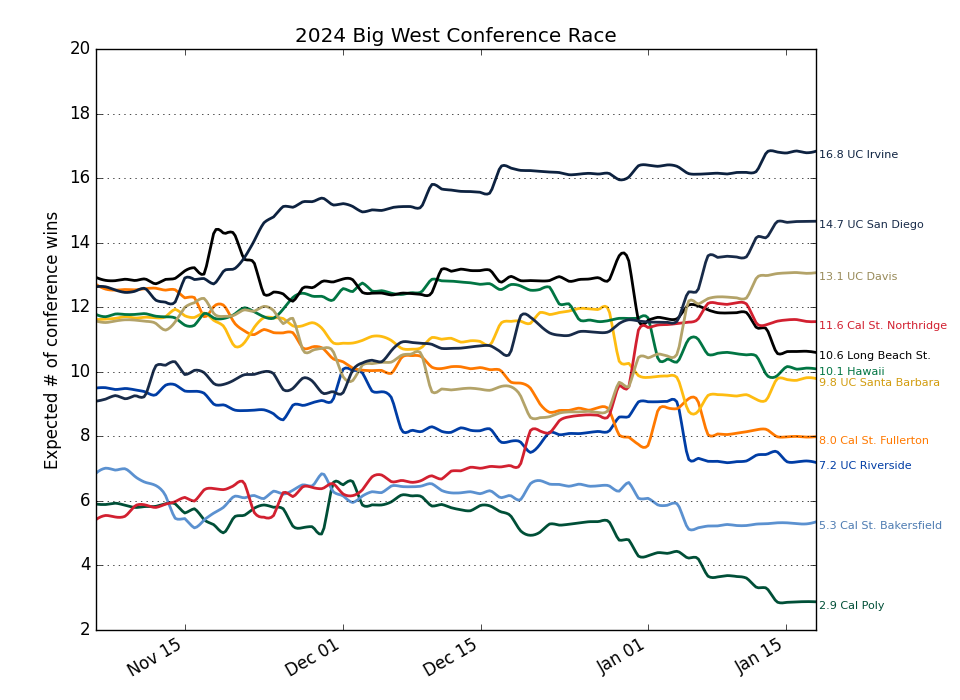 2024 Big West Conference Race
Expected # of conference wins
20
18
16
14
12
10
8
6
4
2
Nov 15
Dec 01
Dec 15
Jan 01
Jan 15
16.8 UC Irvine
14.7 UC San Diego
13.1 UC Davis
11.6 Cal St. Northridge
10.6 Long Beach St.
10.1 Hawaii
9.8 UC Santa Barbara
8.0 Cal St. Fullerton
7.2 UC Riverside
5.3 Cal St. Bakersfield
2.9 Cal Poly